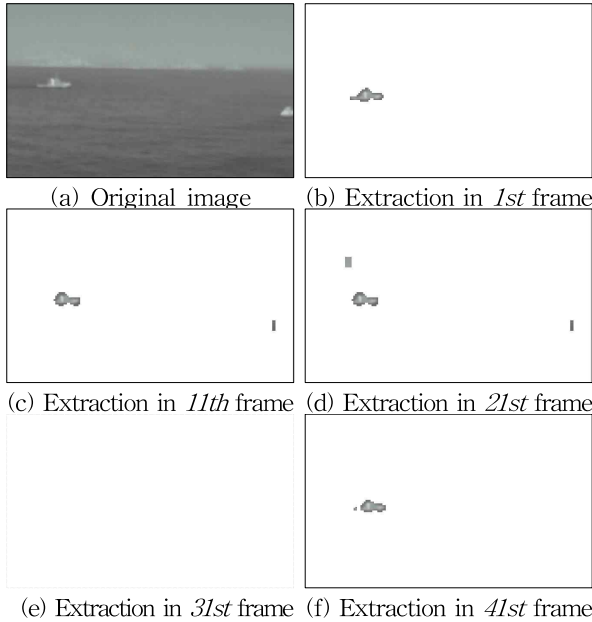 (a) Original image
(b) Extraction in 1st frame
(c) Extraction in 11th frame
(d) Extraction in 21st frame
(e) Extraction in 31st frame
(f) Extraction in 41st frame